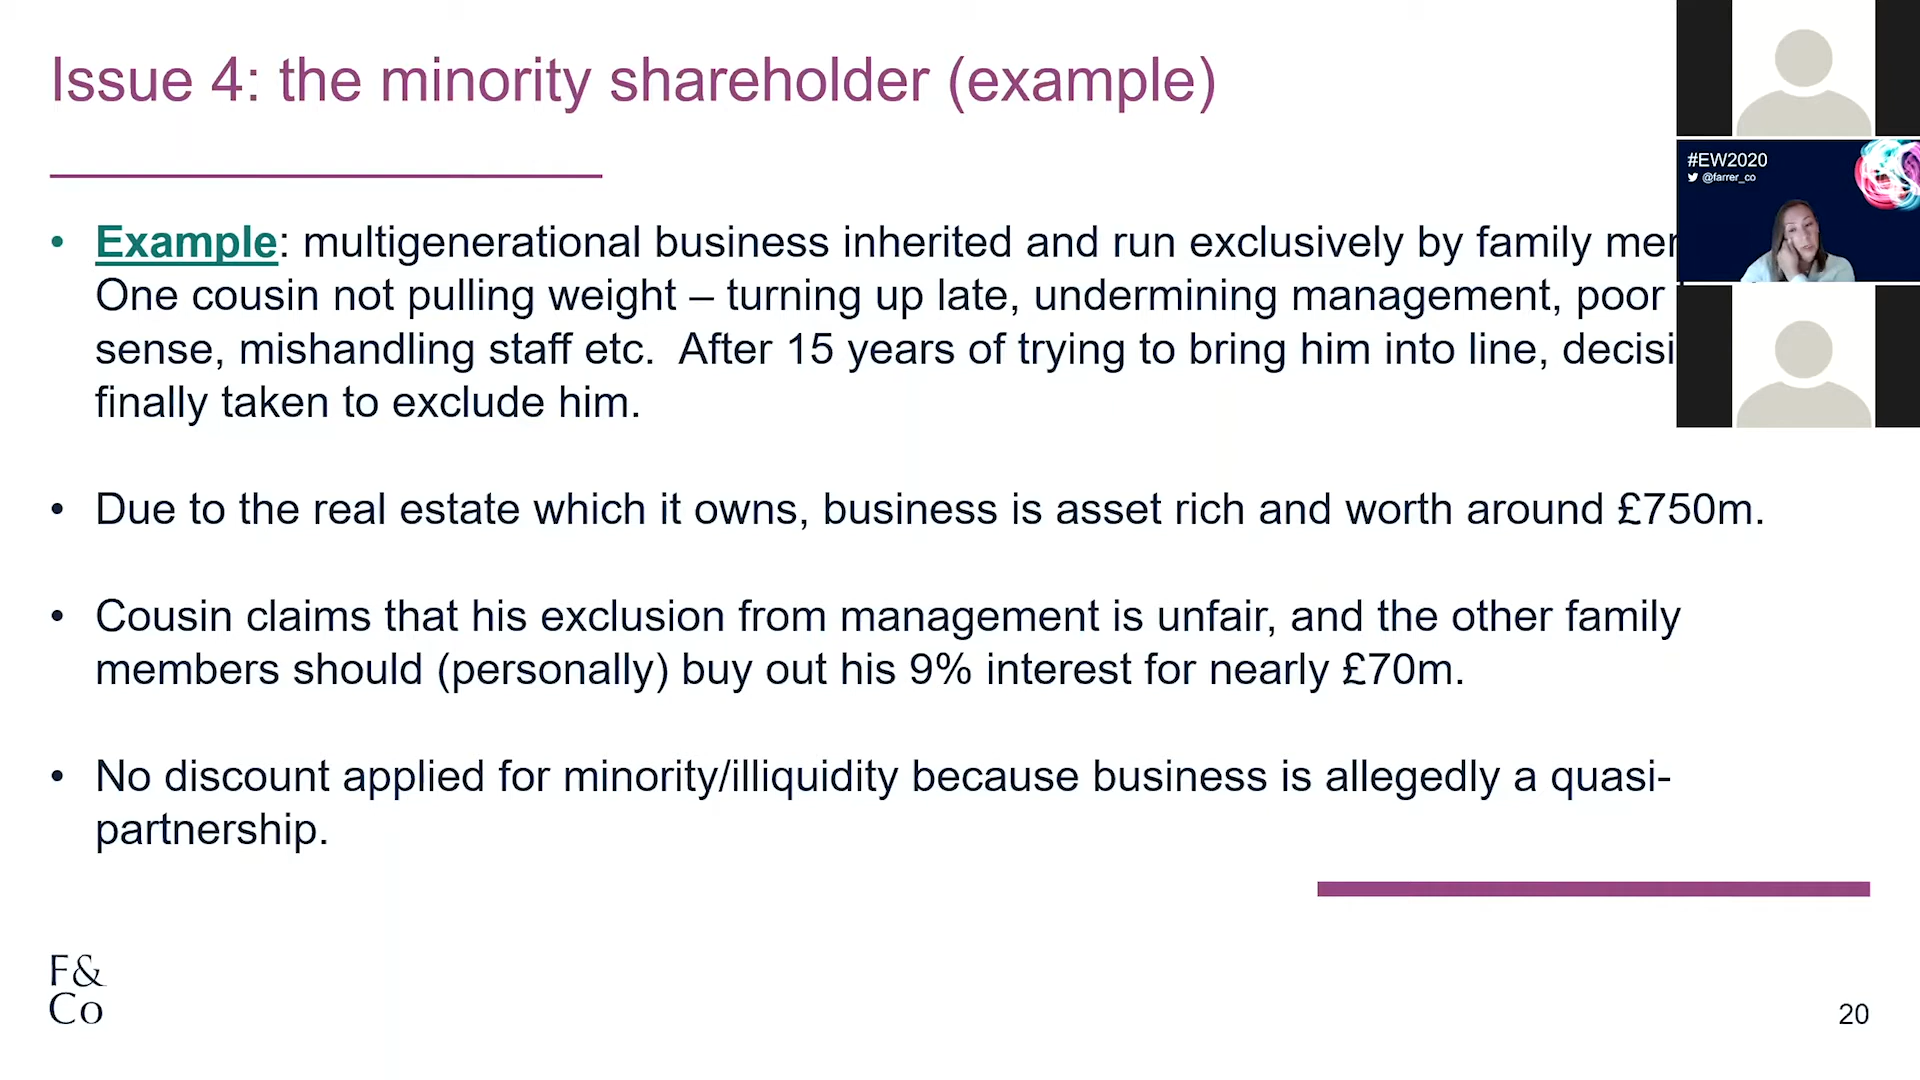 Issue 4: the minority shareholder (example)
#EW2020
@farrer_co
• Example: multigenerational business inherited and run exclusively by family
One cousin not pulling weight – turning up late, undermining management, poor
sense, mishandling staff etc. After 15 years of trying to bring him into line,
finally taken to exclude him.
• Due to the real estate which it owns, business is asset rich and worth around £750m.
• Cousin claims that his exclusion from management is unfair, and the other family
members should (personally) buy out his 9% interest for nearly £70m.
• No discount applied for minority/illiquidity because business is allegedly a quasi-
partnership.
F&
Co
20